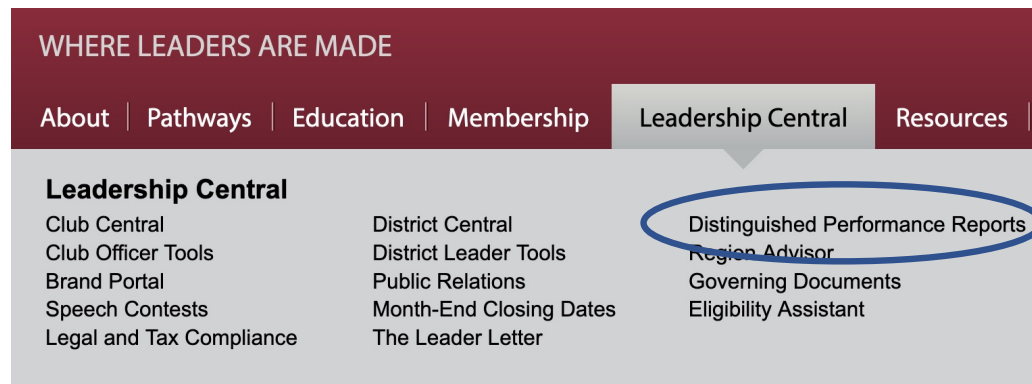 WHERE LEADERS ARE MADE
About Pathways Education Membership Leadership Central Resources
Leadership Central
Club Central
Club Officer Tools
Brand Portal
Speech Contests
Legal and Tax Compliance
District Central
District Leader Tools
Public Relations
Month-End Closing Dates
The Leader Letter
Distinguished Performance Reports
Region Advisor
Governing Documents
Eligibility Assistant